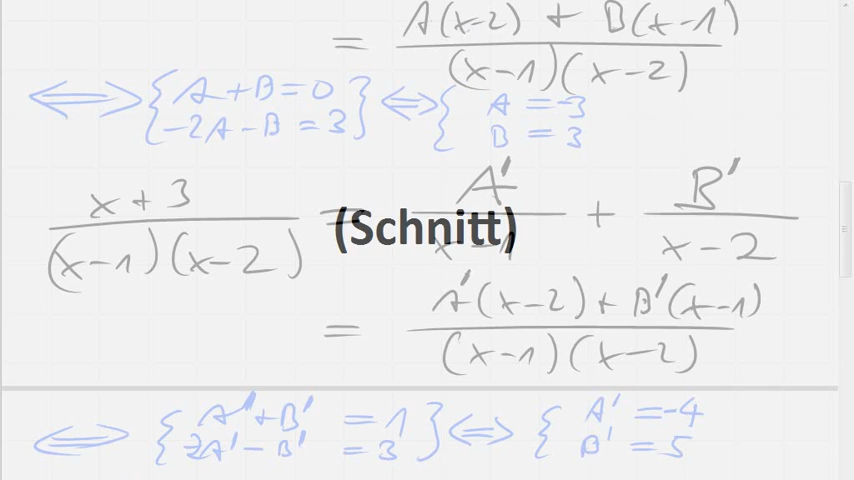 = A(x-2) + B(x-1) / (x-1)(x-2)
⟺ { A+B=0 } ⟺ { A = -3
{ -2A-B = 3 } { B = 3
x+3 / (x-1)(x-2) = A' / x-1 + B' / x-2
(Schnitt)
= A'(x-2) + B'(x-1) / (x-1)(x-2)
⟺ { A'+B' = 1 } ⟺ { A' = -4
{ 2A'-B' = 3 } { B' = 5